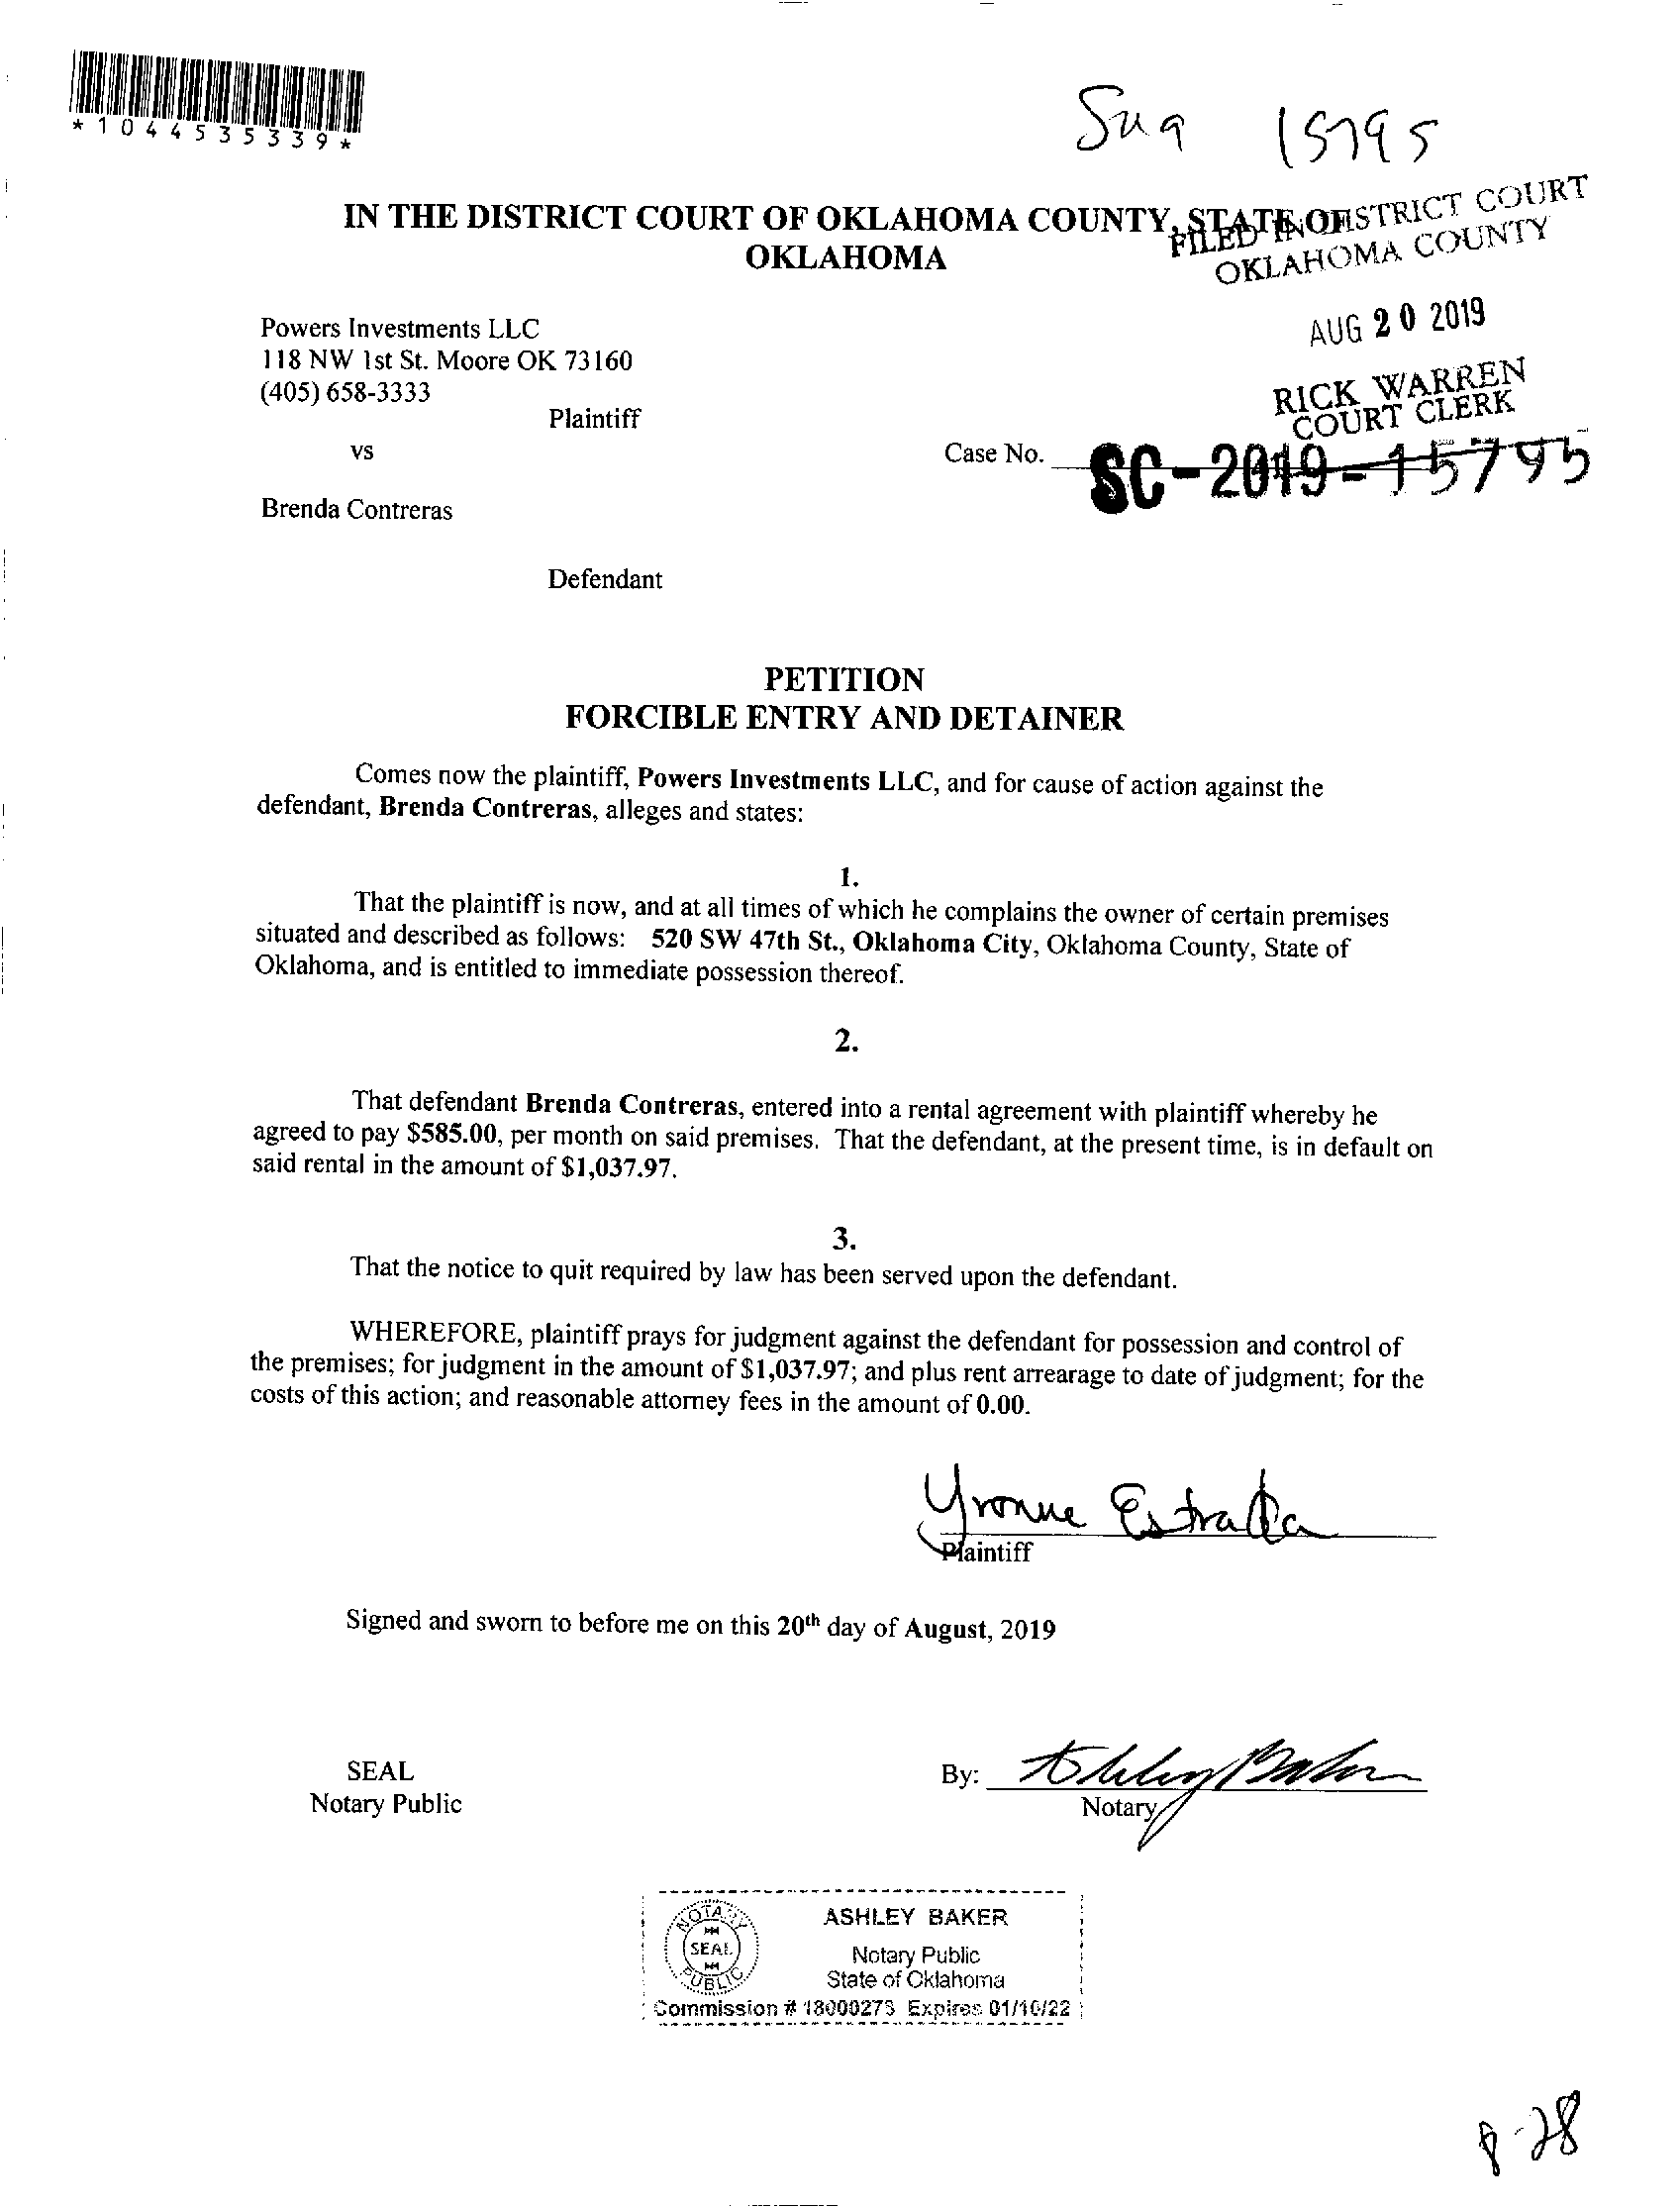 *1044535339*
15795
IN THE DISTRICT COURT OF OKLAHOMA COUNTY, STATE OF
OKLAHOMA
FILED IN DISTRICT COURT
OKLAHOMA COUNTY
AUG 20 2019
RICK WARREN
COURT CLERK
Powers Investments LLC
118 NW 1st St. Moore OK 73160
(405) 658-3333
Plaintiff
vs
Case No. SC-2019-15795
Brenda Contreras
Defendant
PETITION
FORCIBLE ENTRY AND DETAINER
Comes now the plaintiff, Powers Investments LLC, and for cause of action against the
defendant, Brenda Contreras, alleges and states:
1.
That the plaintiff is now, and at all times of which he complains the owner of certain premises
situated and described as follows: 520 SW 47th St., Oklahoma City, Oklahoma County, State of
Oklahoma, and is entitled to immediate possession thereof.
2.
That defendant Brenda Contreras, entered into a rental agreement with plaintiff whereby he
agreed to pay $585.00, per month on said premises. That the defendant, at the present time, is in default on
said rental in the amount of $1,037.97.
3.
That the notice to quit required by law has been served upon the defendant.
WHEREFORE, plaintiff prays for judgment against the defendant for possession and control of
the premises; for judgment in the amount of $1,037.97; and plus rent arrearage to date of judgment; for the
costs of this action; and reasonable attorney fees in the amount of 0.00.
Yvonne Estrada
Plaintiff
Signed and sworn to before me on this 20th day of August, 2019
SEAL
Notary Public
By: Ashley Baker
Notary
NOTARY
SEAL
PUBLIC
ASHLEY BAKER
Notary Public
State of Oklahoma
Commission # 18000273 Expires 01/10/22
8-28